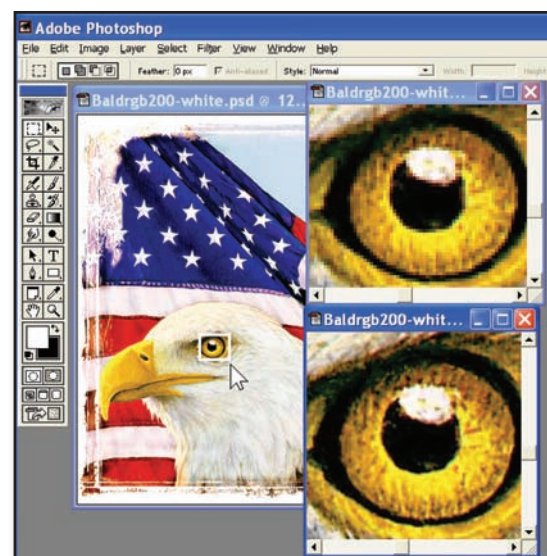 Adobe Photoshop
File Edit Image Layer Select Filter View Window Help
Feather: 0 px Anti-aliased Style: Normal Width: Height
Baldrgb200-white.psd @ 12...
Baldrgb200-whit...
T
Baldrgb200-whit...